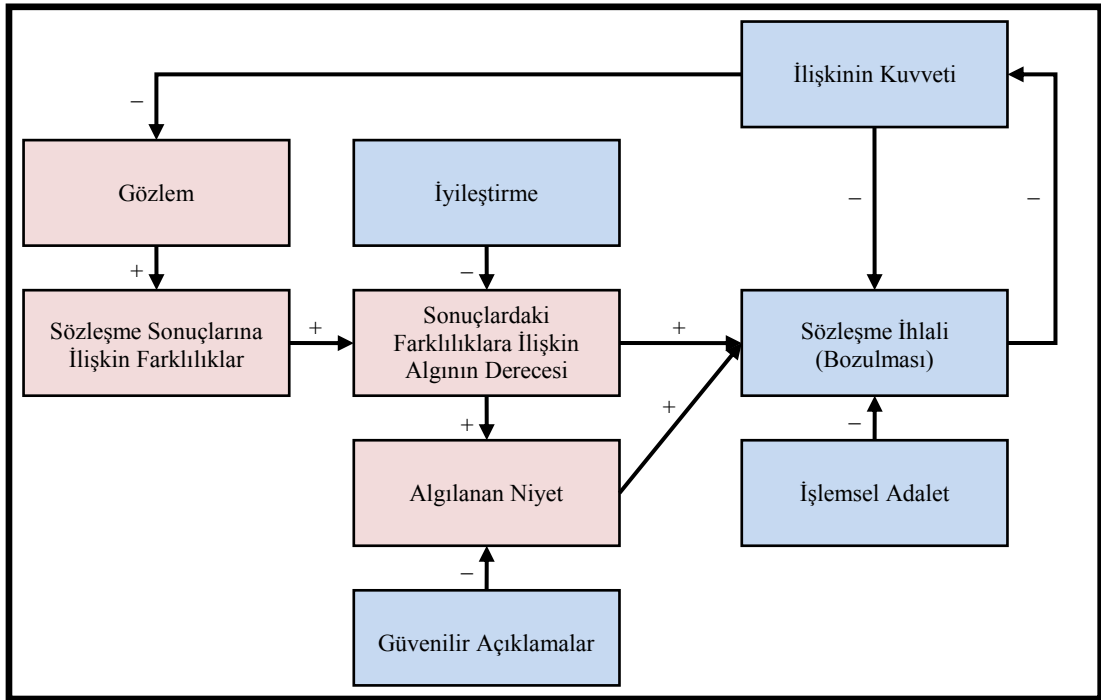 İlişkinin Kuvveti
–
Gözlem
İyileştirme
–
–
+
–
Sözleşme Sonuçlarına
İlişkin Farklılıklar
+
Sonuçlardaki
Farklılıklara İlişkin
Algının Derecesi
+
Sözleşme İhlali
(Bozulması)
+
+
–
Algılanan Niyet
İşlemsel Adalet
–
Güvenilir Açıklamalar